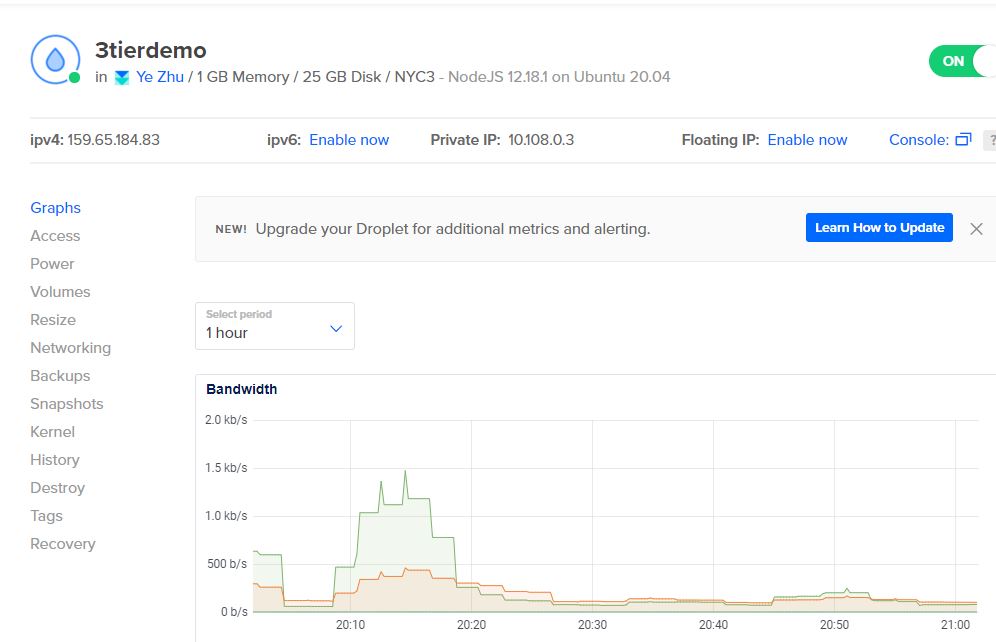 3tierdemo
in Ye Zhu / 1 GB Memory / 25 GB Disk / NYC3 - NodeJS 12.18.1 on Ubuntu 20.04
ON
ipv4: 159.65.184.83 ipv6: Enable now Private IP: 10.108.0.3 Floating IP: Enable now Console: ?
Graphs
Access
Power
Volumes
Resize
Networking
Backups
Snapshots
Kernel
History
Destroy
Tags
Recovery
NEW! Upgrade your Droplet for additional metrics and alerting. Learn How to Update
Select period
1 hour
Bandwidth
2.0 kb/s
1.5 kb/s
1.0 kb/s
500 b/s
0 b/s
20:10 20:20 20:30 20:40 20:50 21:00